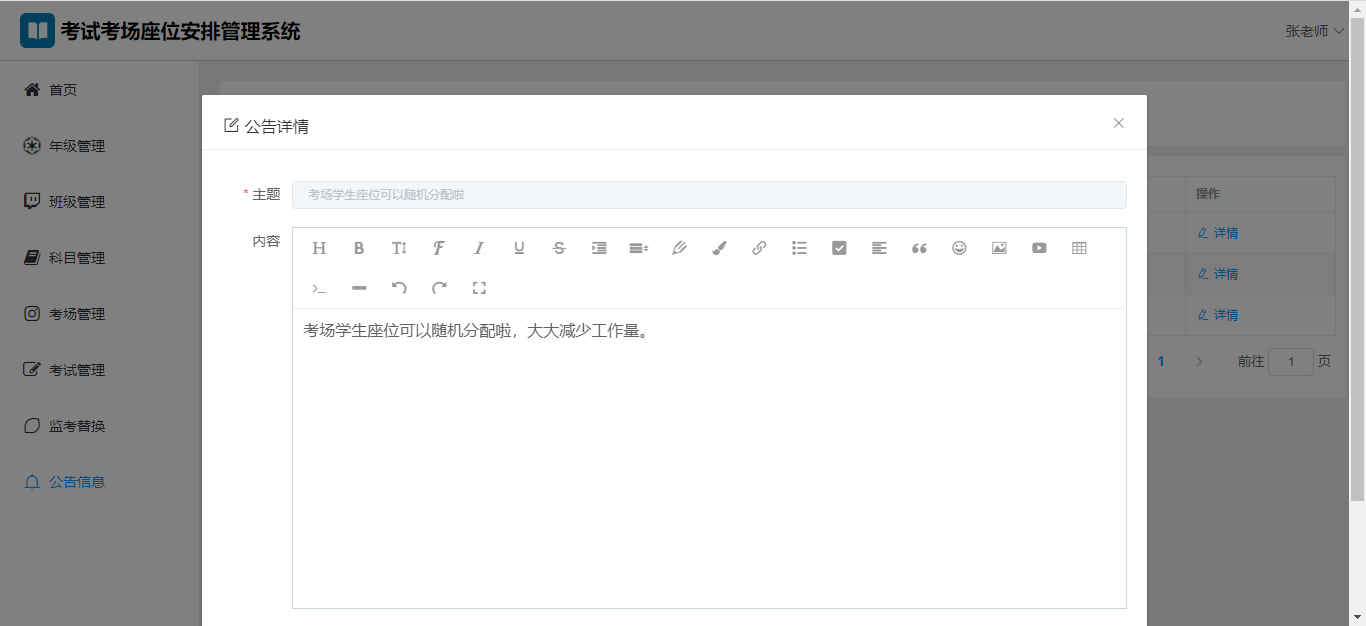 考试考场座位安排管理系统
张老师
首页
年级管理
班级管理
科目管理
考场管理
考试管理
监考替换
公告信息
公告详情
* 主题
考场学生座位可以随机分配啦
内容
考场学生座位可以随机分配啦，大大减少工作量。
操作
详情
详情
详情
1
前往 1 页